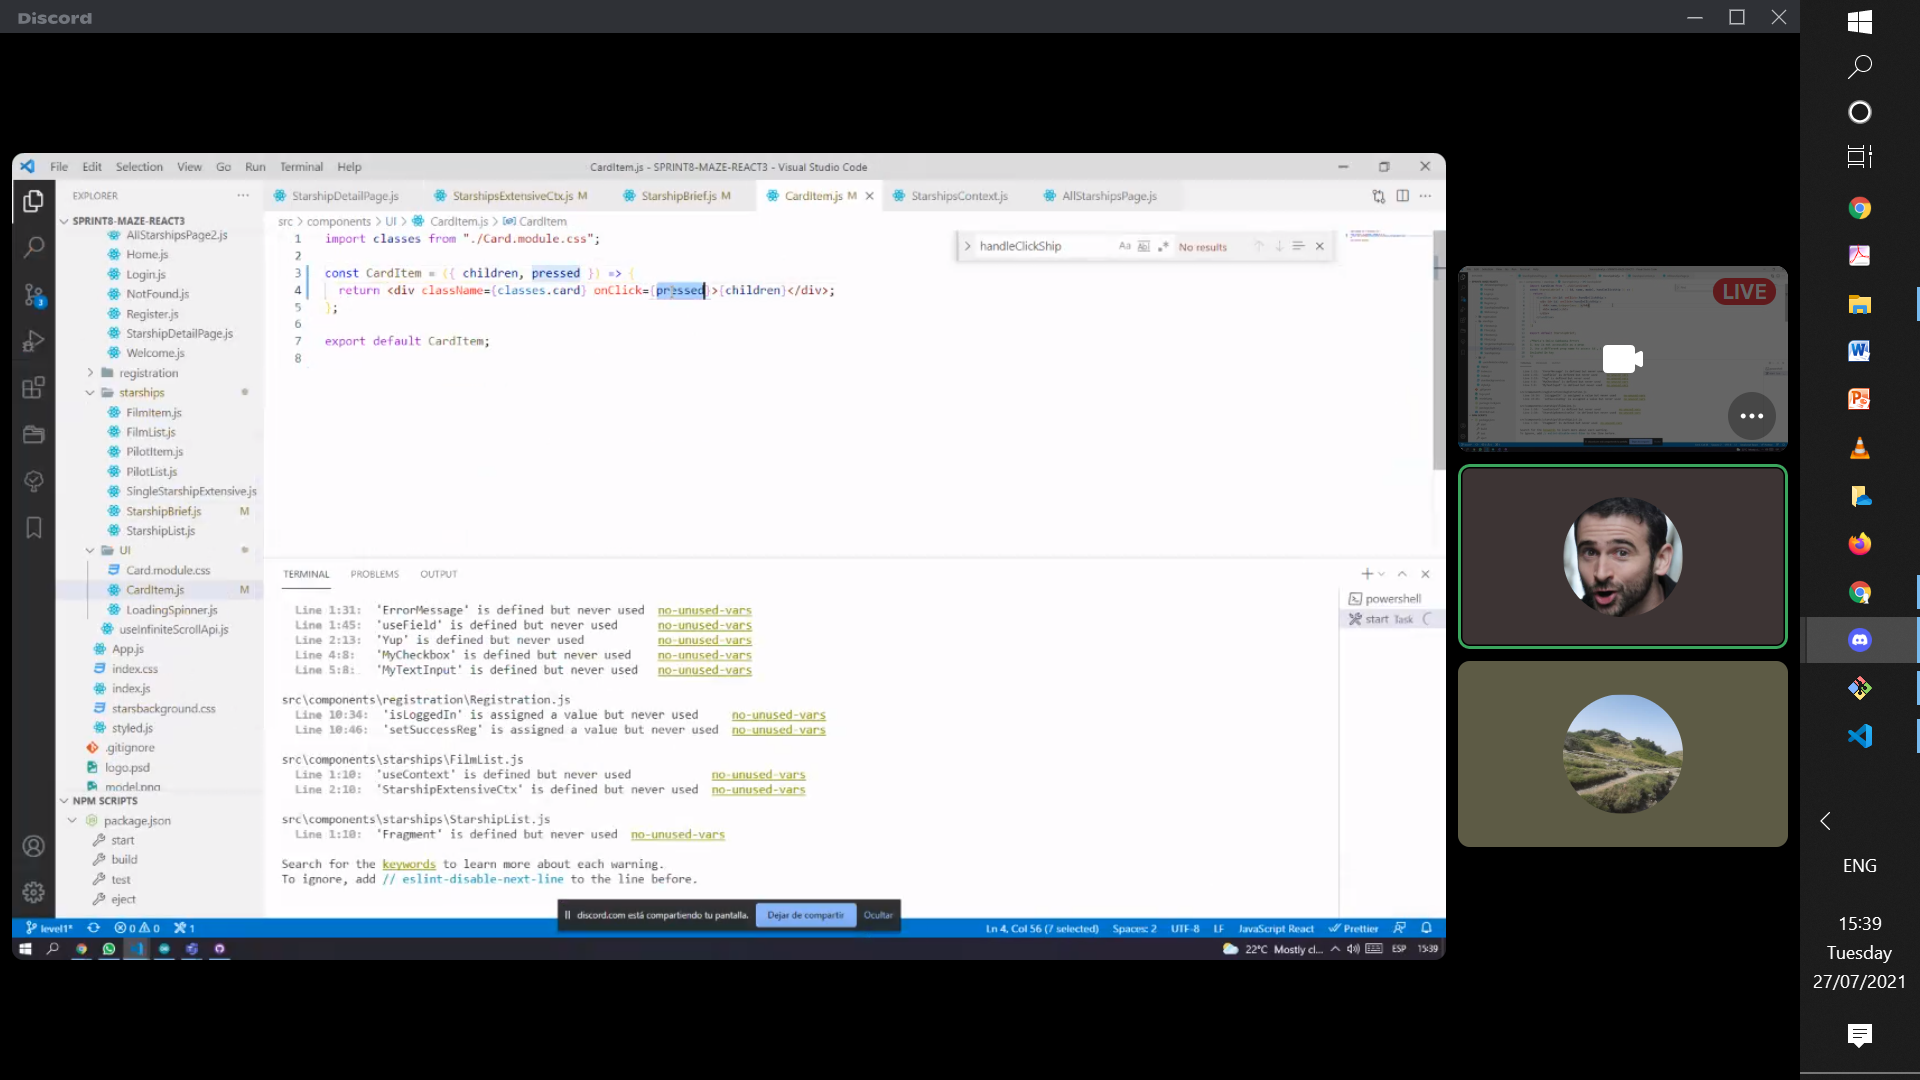 Discord
File Edit Selection View Go Run Terminal Help
CardItem.js - SPRINT8-MAZE-REACT3 - Visual Studio Code
EXPLORER
StarshipDetailPage.js
StarshipsExtensiveCtx.js M
StarshipBrief.js M
CardItem.js M
StarshipsContext.js
AllStarshipsPage.js
SPRINT8-MAZE-REACT3
AllStarshipsPage2.js
Home.js
Login.js
NotFound.js
Register.js
StarshipDetailPage.js
Welcome.js
registration
starships
FilmItem.js
FilmList.js
PilotItem.js
PilotList.js
SingleStarshipExtensive.js
StarshipBrief.js M
StarshipList.js
UI
Card.module.css
CardItem.js M
LoadingSpinner.js
useInfiniteScrollApi.js
App.js
index.css
index.js
starsbackground.css
styled.js
.gitignore
logo.psd
model.png
NPM SCRIPTS
package.json
start
build
test
eject
3
src > components > UI > CardItem.js > CardItem
1 import classes from "./Card.module.css";
2
3 const CardItem = ({ children, pressed }) => {
4 return <div className={classes.card} onClick={pressed}>{children}</div>;
5 };
6
7 export default CardItem;
8
handleClickShip Aa Ab No results
TERMINAL PROBLEMS OUTPUT
powershell
start Task
Line 1:31: 'ErrorMessage' is defined but never used no-unused-vars
Line 1:45: 'useField' is defined but never used no-unused-vars
Line 2:13: 'Yup' is defined but never used no-unused-vars
Line 4:8: 'MyCheckbox' is defined but never used no-unused-vars
Line 5:8: 'MyTextInput' is defined but never used no-unused-vars
src\components\registration\Registration.js
Line 10:34: 'isLoggedIn' is assigned a value but never used no-unused-vars
Line 10:46: 'setSuccessReg' is assigned a value but never used no-unused-vars
src\components\starships\FilmList.js
Line 1:10: 'useContext' is defined but never used no-unused-vars
Line 2:10: 'StarshipExtensiveCtx' is defined but never used no-unused-vars
src\components\starships\StarshipList.js
Line 1:10: 'Fragment' is defined but never used no-unused-vars
Search for the keywords to learn more about each warning.
To ignore, add // eslint-disable-next-line to the line before.
discord.com está compartiendo tu pantalla. Dejar de compartir Ocultar
level1* 0 0 1
Ln 4, Col 56 (7 selected) Spaces: 2 UTF-8 LF JavaScript React Prettier
22°C Mostly cl... ESP 15:39
LIVE
ENG
15:39
Tuesday
27/07/2021